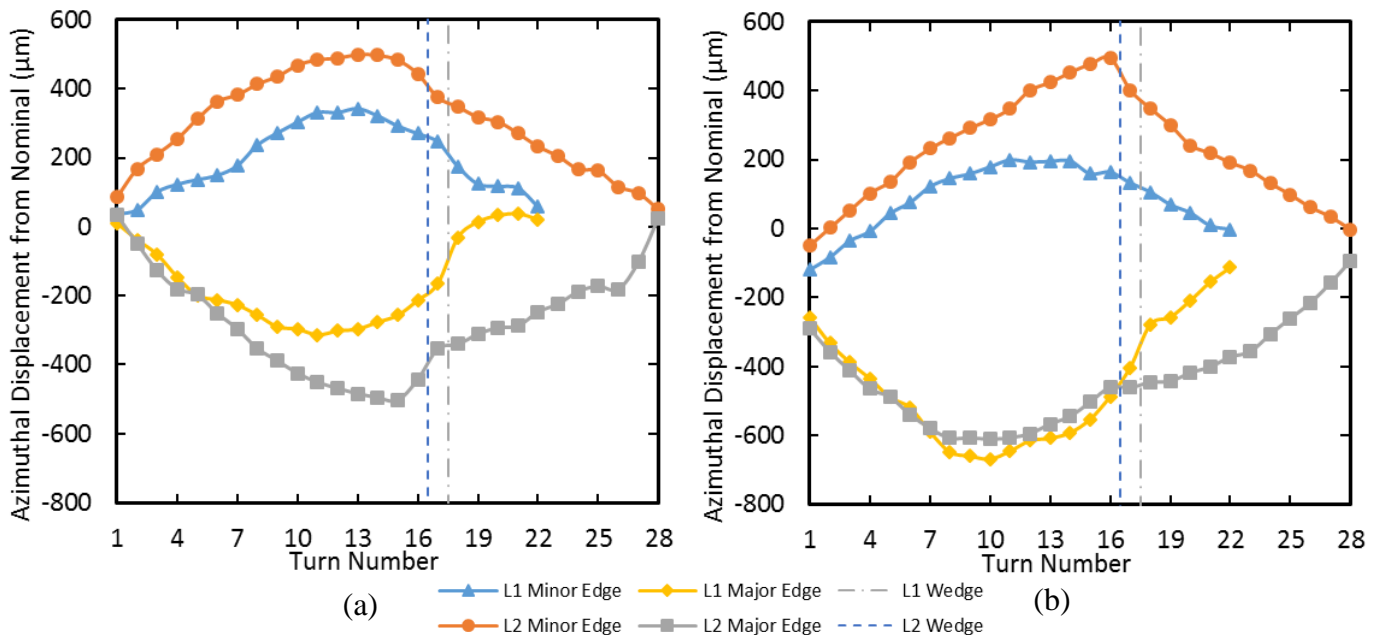 Azimuthal Displacement from Nominal (µm)
600
400
200
0
-200
-400
-600
-800
1 4 7 10 13 16 19 22 25 28
Turn Number
(a)
Azimuthal Displacement from Nominal (µm)
600
400
200
0
-200
-400
-600
-800
1 4 7 10 13 16 19 22 25 28
Turn Number
(b)
L1 Minor Edge L1 Major Edge L1 Wedge
L2 Minor Edge L2 Major Edge L2 Wedge